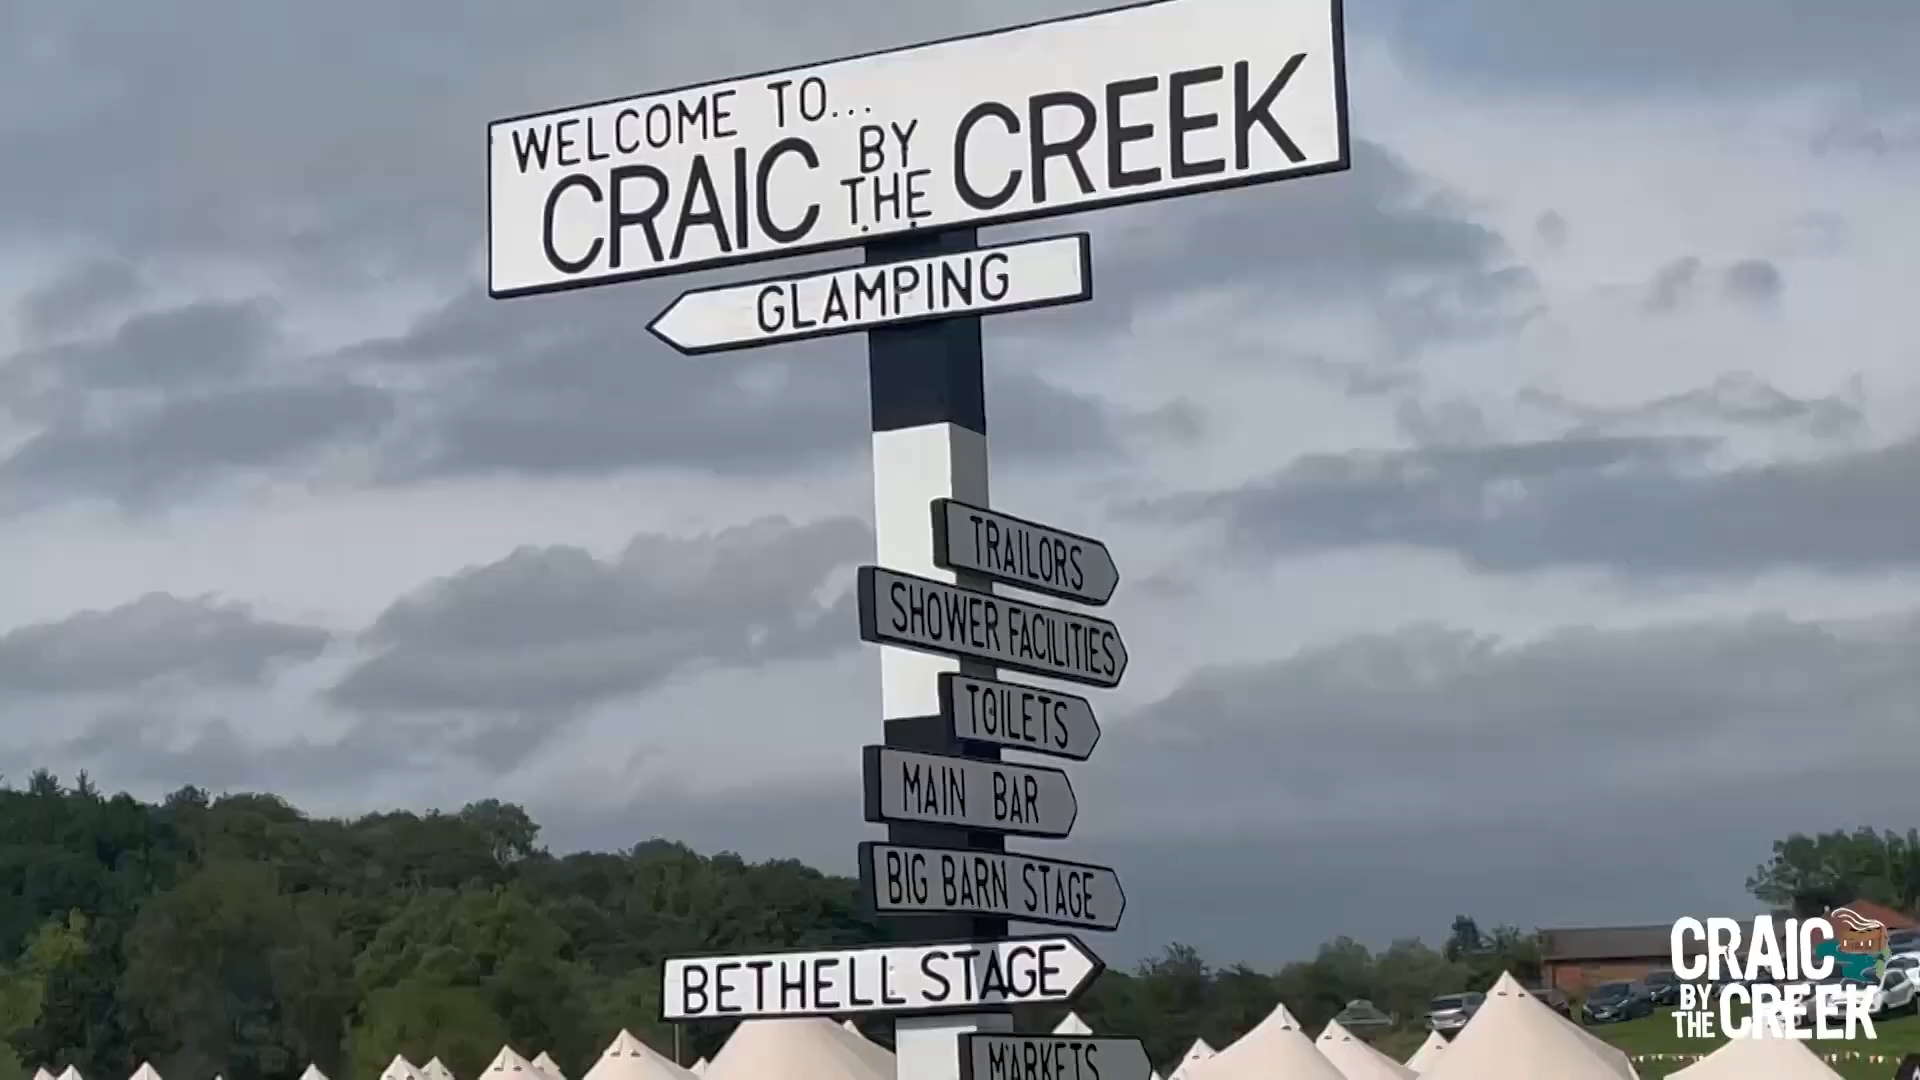 WELCOME TO...
CRAIC BY THE CREEK
GLAMPING
TRAILORS
SHOWER FACILITIES
TOILETS
MAIN BAR
BIG BARN STAGE
BETHELL STAGE
MARKETS
CRAIC
BY THE CREEK